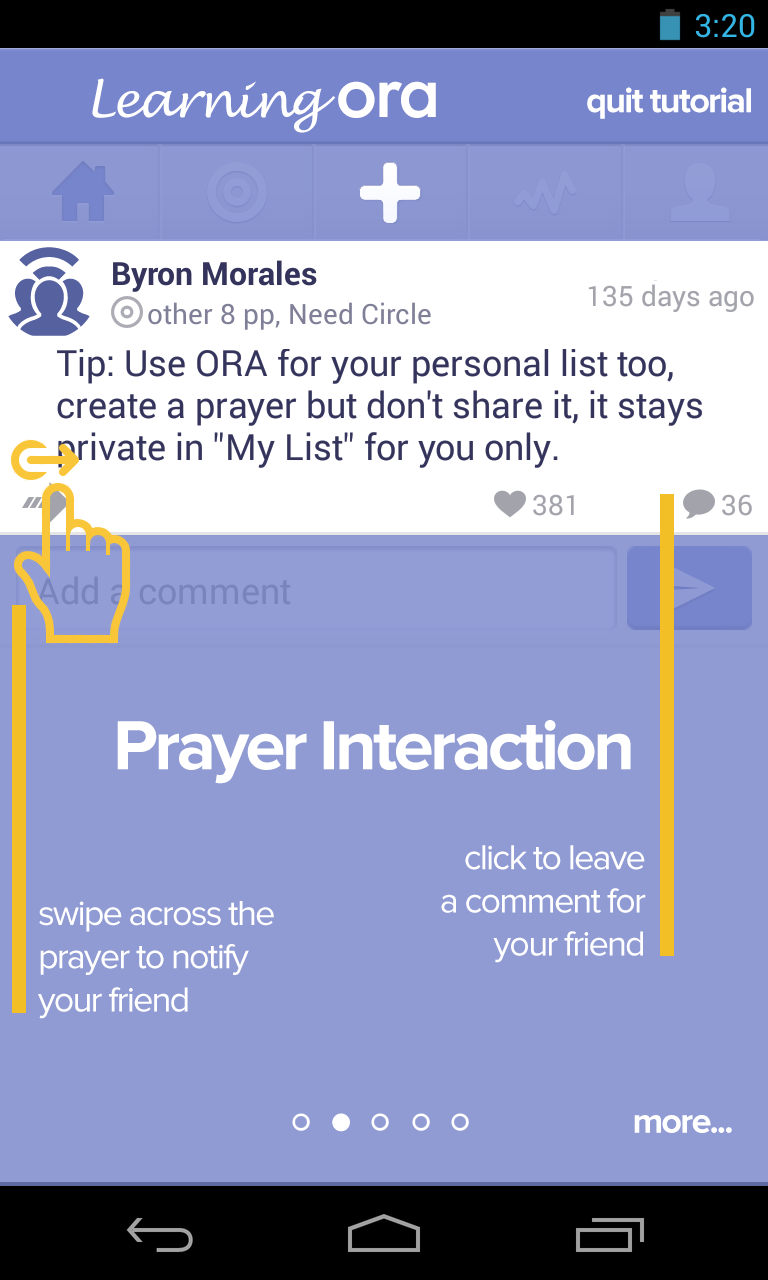 3:20
Learning ora
quit tutorial
Byron Morales
135 days ago
other 8 pp, Need Circle
Tip: Use ORA for your personal list too,
create a prayer but don't share it, it stays
private in "My List" for you only.
381
36
Add a comment
Prayer Interaction
click to leave
a comment for
your friend
swipe across the
prayer to notify
your friend
more...